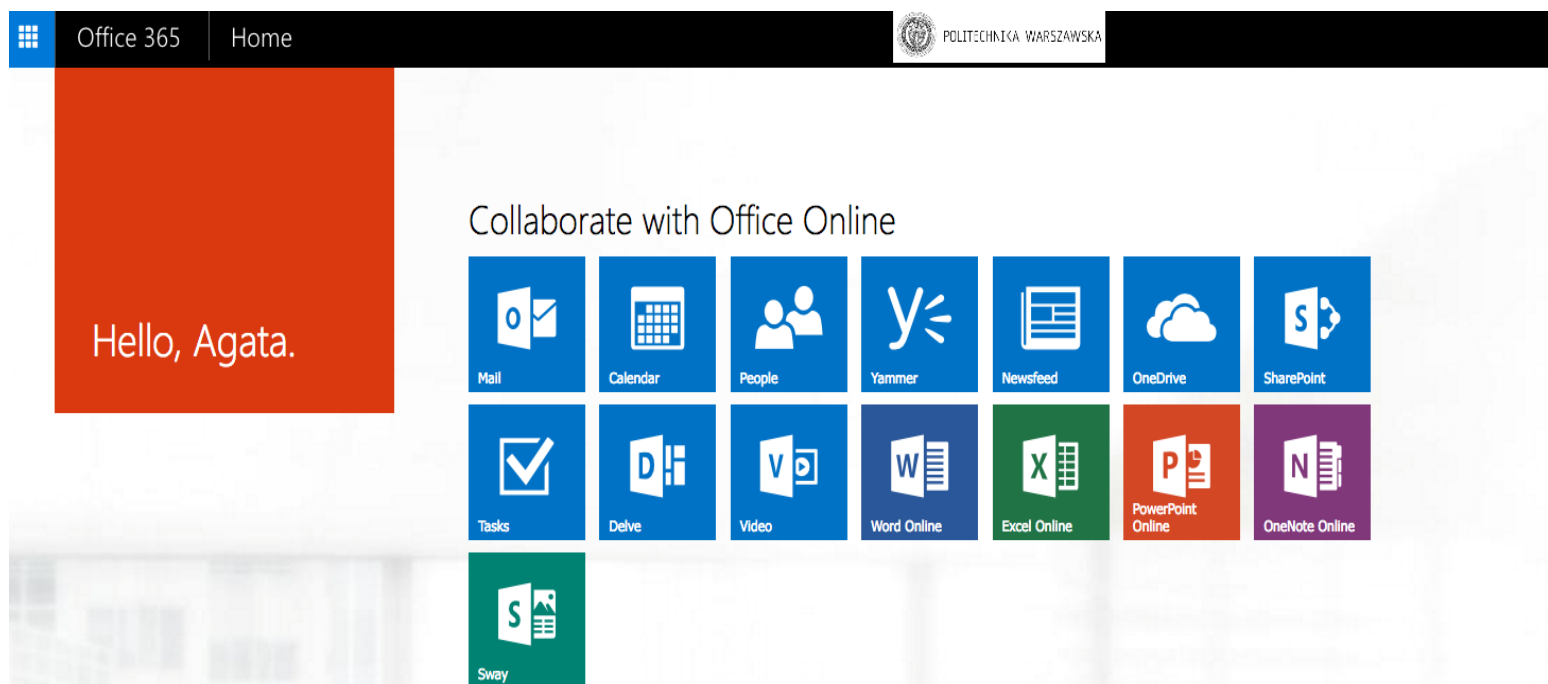 Office 365 Home
POLITECHNIKA WARSZAWSKA
Hello, Agata.
Collaborate with Office Online
Mail
Calendar
People
Yammer
Newsfeed
OneDrive
SharePoint
Tasks
Delve
Video
Word Online
Excel Online
PowerPoint
Online
OneNote Online
Sway